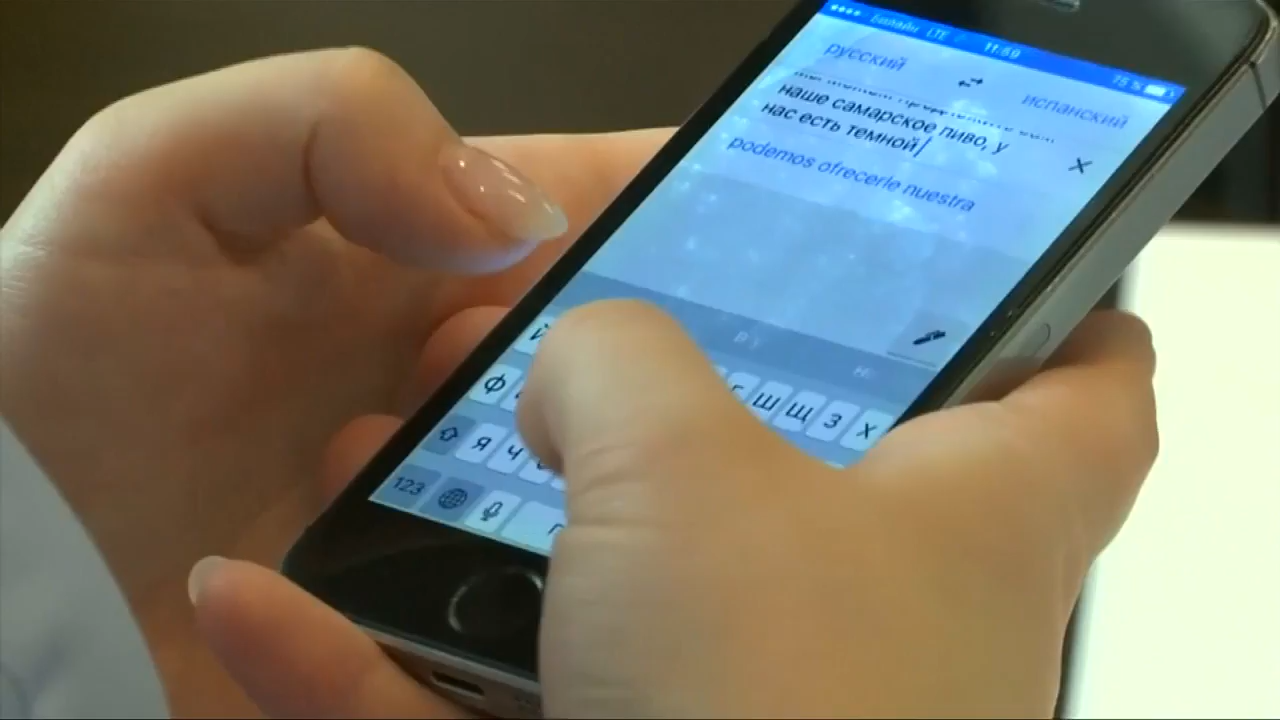 Билайн LTE 11:59 75 %
русский испанский
наше самарское пиво, у
нас есть темной
podemos ofrecerle nuestra
Ш Щ З Х
Ф
Я Ч
123